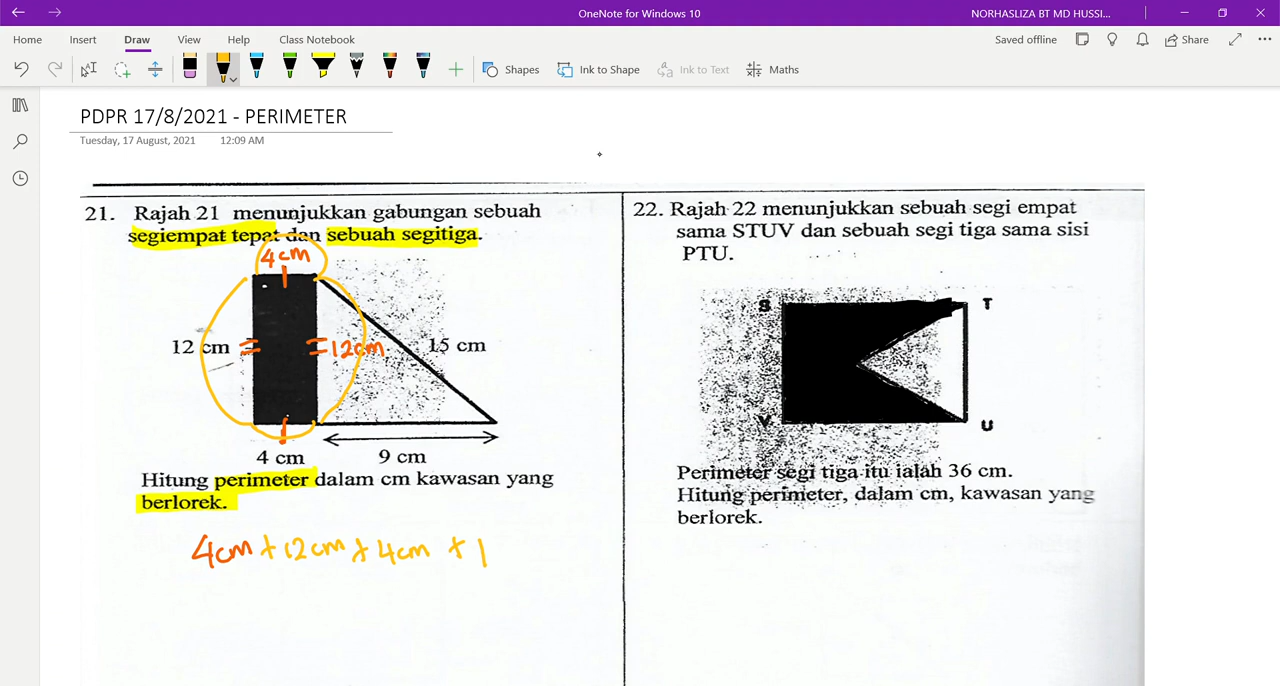 OneNote for Windows 10
NORHASLIZA BT MD HUSSI...
Home
Insert
Draw
View
Help
Class Notebook
Saved offline
Share
Shapes
Ink to Shape
Ink to Text
Maths
PDPR 17/8/2021 - PERIMETER
Tuesday, 17 August, 2021
12:09 AM
21. Rajah 21 menunjukkan gabungan sebuah
segiempat tepat dan sebuah segitiga.
4cm
12 cm
12cm
15 cm
4 cm
9 cm
Hitung perimeter dalam cm kawasan yang
berlorek.
4cm + 12cm + 4cm + 1
22. Rajah 22 menunjukkan sebuah segi empat
sama STUV dan sebuah segi tiga sama sisi
PTU.
S
T
V
U
Perimeter segi tiga itu ialah 36 cm.
Hitung perimeter, dalam cm, kawasan yang
berlorek.